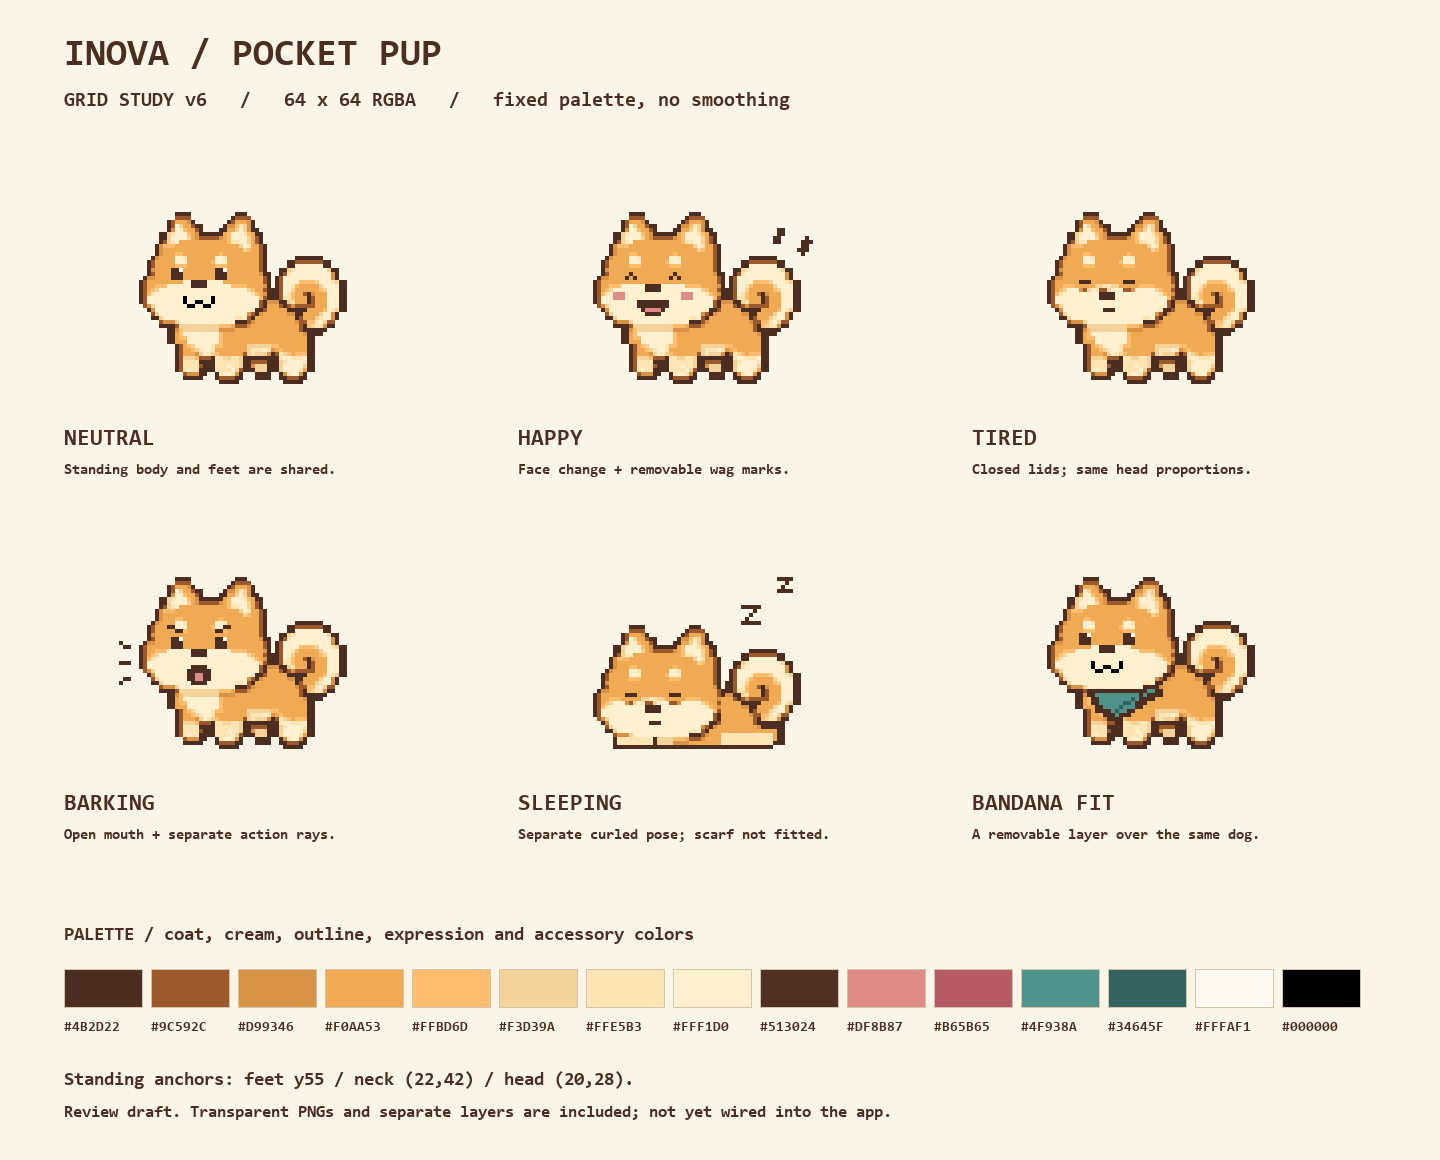 INOVA / POCKET PUP
GRID STUDY v6 / 64 x 64 RGBA / fixed palette, no smoothing
z
z
NEUTRAL
Standing body and feet are shared.
HAPPY
Face change + removable wag marks.
TIRED
Closed lids; same head proportions.
BARKING
Open mouth + separate action rays.
SLEEPING
Separate curled pose; scarf not fitted.
BANDANA FIT
A removable layer over the same dog.
PALETTE / coat, cream, outline, expression and accessory colors
#4B2D22 #9C592C #D99346 #F0AA53 #FFBD6D #F3D39A #FFE5B3 #FFF1D0 #513024 #DF8B87 #B65B65 #4F938A #34645F #FFFAF1 #000000
Standing anchors: feet y55 / neck (22,42) / head (20,28).
Review draft. Transparent PNGs and separate layers are included; not yet wired into the app.